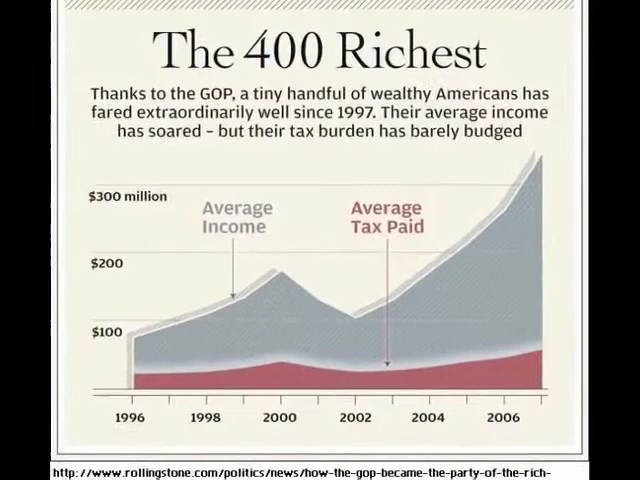 The 400 Richest
Thanks to the GOP, a tiny handful of wealthy Americans has
fared extraordinarily well since 1997. Their average income
has soared – but their tax burden has barely budged
$300 million
Average
Income
Average
Tax Paid
$200
$100
1996 1998 2000 2002 2004 2006
http://www.rollingstone.com/politics/news/how-the-gop-became-the-party-of-the-rich-